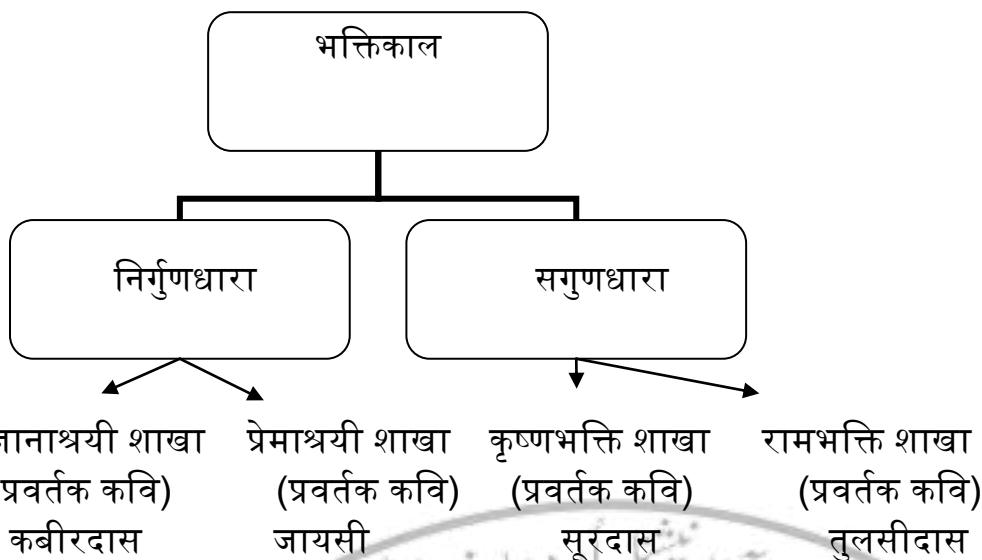 भक्तिकाल
निर्गुणधारा सगुणधारा
ज्ञानाश्रयी शाखा प्रेमाश्रयी शाखा कृष्णभक्ति शाखा रामभक्ति शाखा
प्रवर्तक कवि) (प्रवर्तक कवि) (प्रवर्तक कवि) (प्रवर्तक कवि)
कबीरदास जायसी सूरदास तुलसीदास